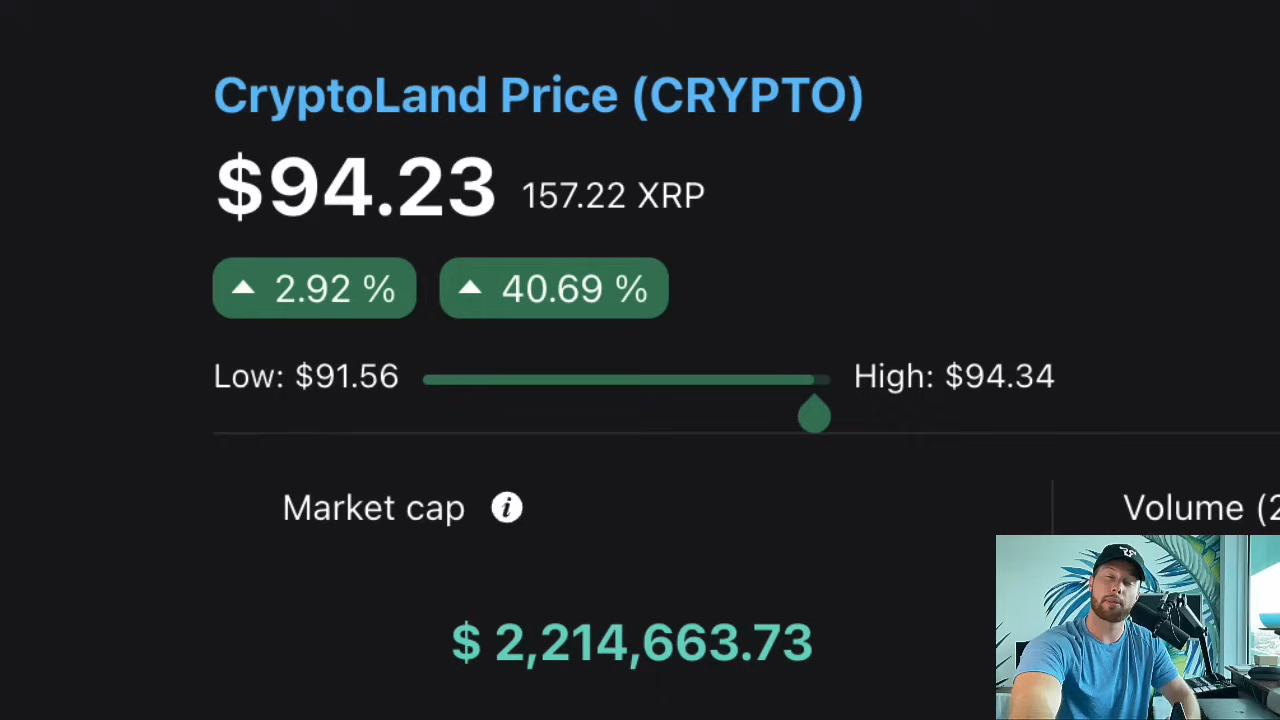 CryptoLand Price (CRYPTO)
$94.23 157.22 XRP
2.92 % 40.69 %
Low: $91.56 High: $94.34
Market cap i Volume (2
$ 2,214,663.73